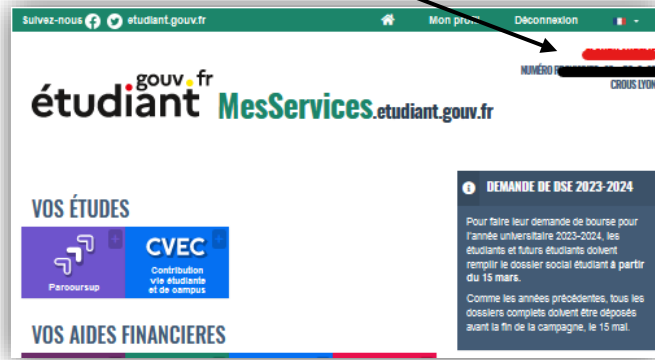 Suivez-nous etudiant.gouv.fr Mon profil Déconnexion
NUMÉRO
CROUS LYON
gouv.fr
étudiant MesServices.etudiant.gouv.fr
DEMANDE DE DSE 2023-2024
Pour faire leur demande de bourse pour
l'année universitaire 2023-2024, les
étudiants et futurs étudiants doivent
remplir le dossier social étudiant à partir
du 15 mars.
Comme les années précédentes, tous les
dossiers complets doivent être déposés
avant la fin de la campagne, le 15 mai.
VOS ÉTUDES
Parcoursup
CVEC
Contribution
vie étudiante
et de campus
VOS AIDES FINANCIERES